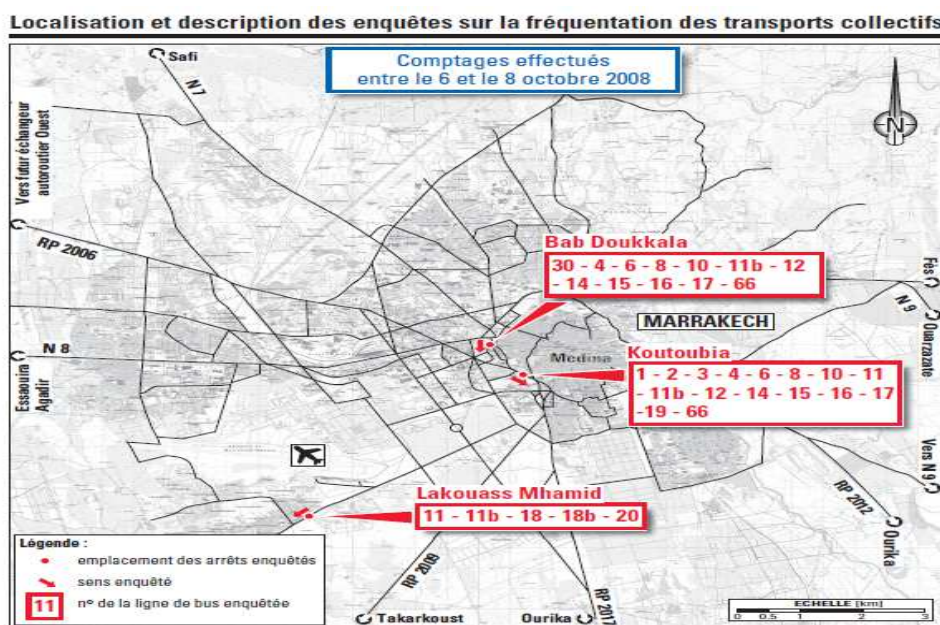 Localisation et description des enquêtes sur la fréquentation des transports collectifs
Comptages effectués
entre le 6 et le 8 octobre 2008
Safi
N 7
N
Vers futur échangeur
autoroutier Ouest
RP 2006
Bab Doukkala
30 - 4 - 6 - 8 - 10 - 11b - 12
- 14 - 15 - 16 - 17 - 66
Fès
N 9
Ouarzazate
MARRAKECH
N 8
Essaouira
Agadir
Medina
Koutoubia
1 - 2 - 3 - 4 - 6 - 8 - 10 - 11
- 11b - 12 - 14 - 15 - 16 - 17
-19 - 66
Vers N 9
Lakouass Mhamid
11 - 11b - 18 - 18b - 20
RP 2012
Ourika
Légende :
emplacement des arrêts enquêtés
sens enquêté
11 n° de la ligne de bus enquêtée
RP 2009
Takarkoust
Ourika
RP 2017
ECHELLE [km]
0 0.5 1 2 3